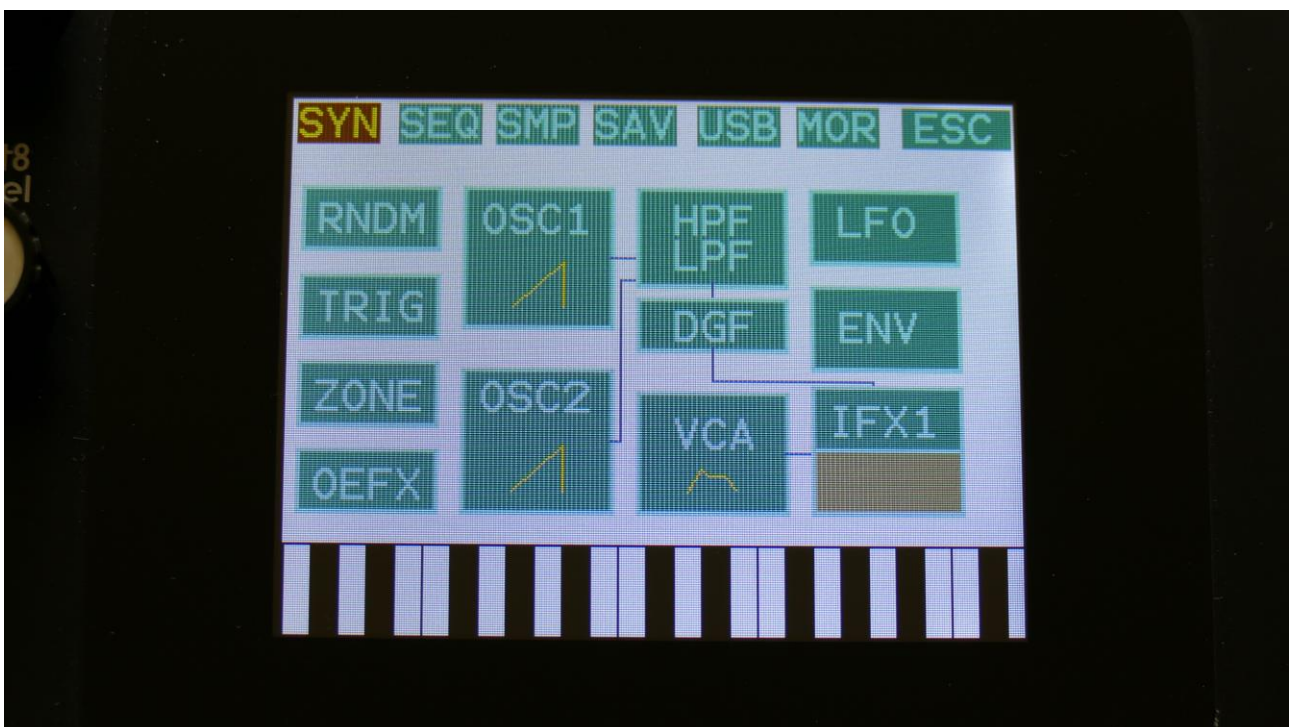 SYN SEQ SMP SAV USB MOR ESC
RNDM
TRIG
ZONE
OEFX
OSC1
OSC2
HPF
LPF
DGF
VCA
LFO
ENV
IFX1